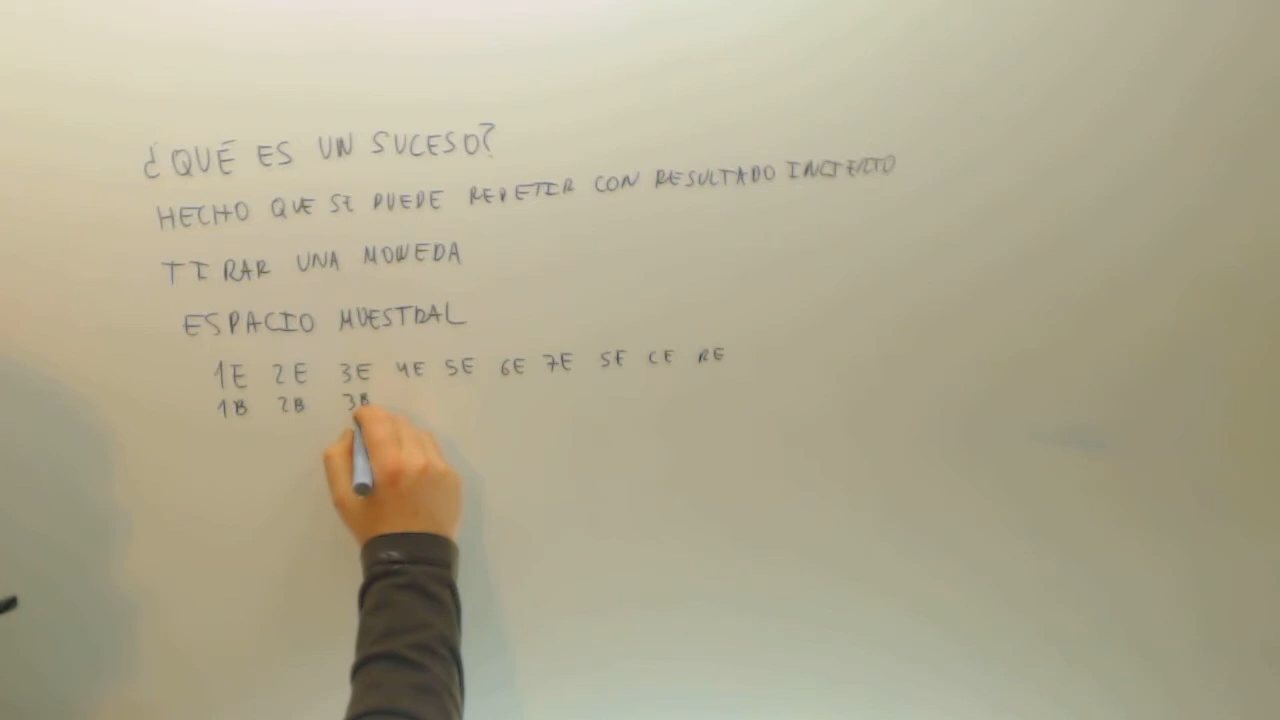 ¿QUÉ ES UN SUCESO?
HECHO QUE SE PUEDE REPETIR CON RESULTADO INCIERTO
TIRAR UNA MONEDA
ESPACIO MUESTRAL
1E 2E 3E 4E 5E 6E 7E SE CE RE
1B 2B 3B